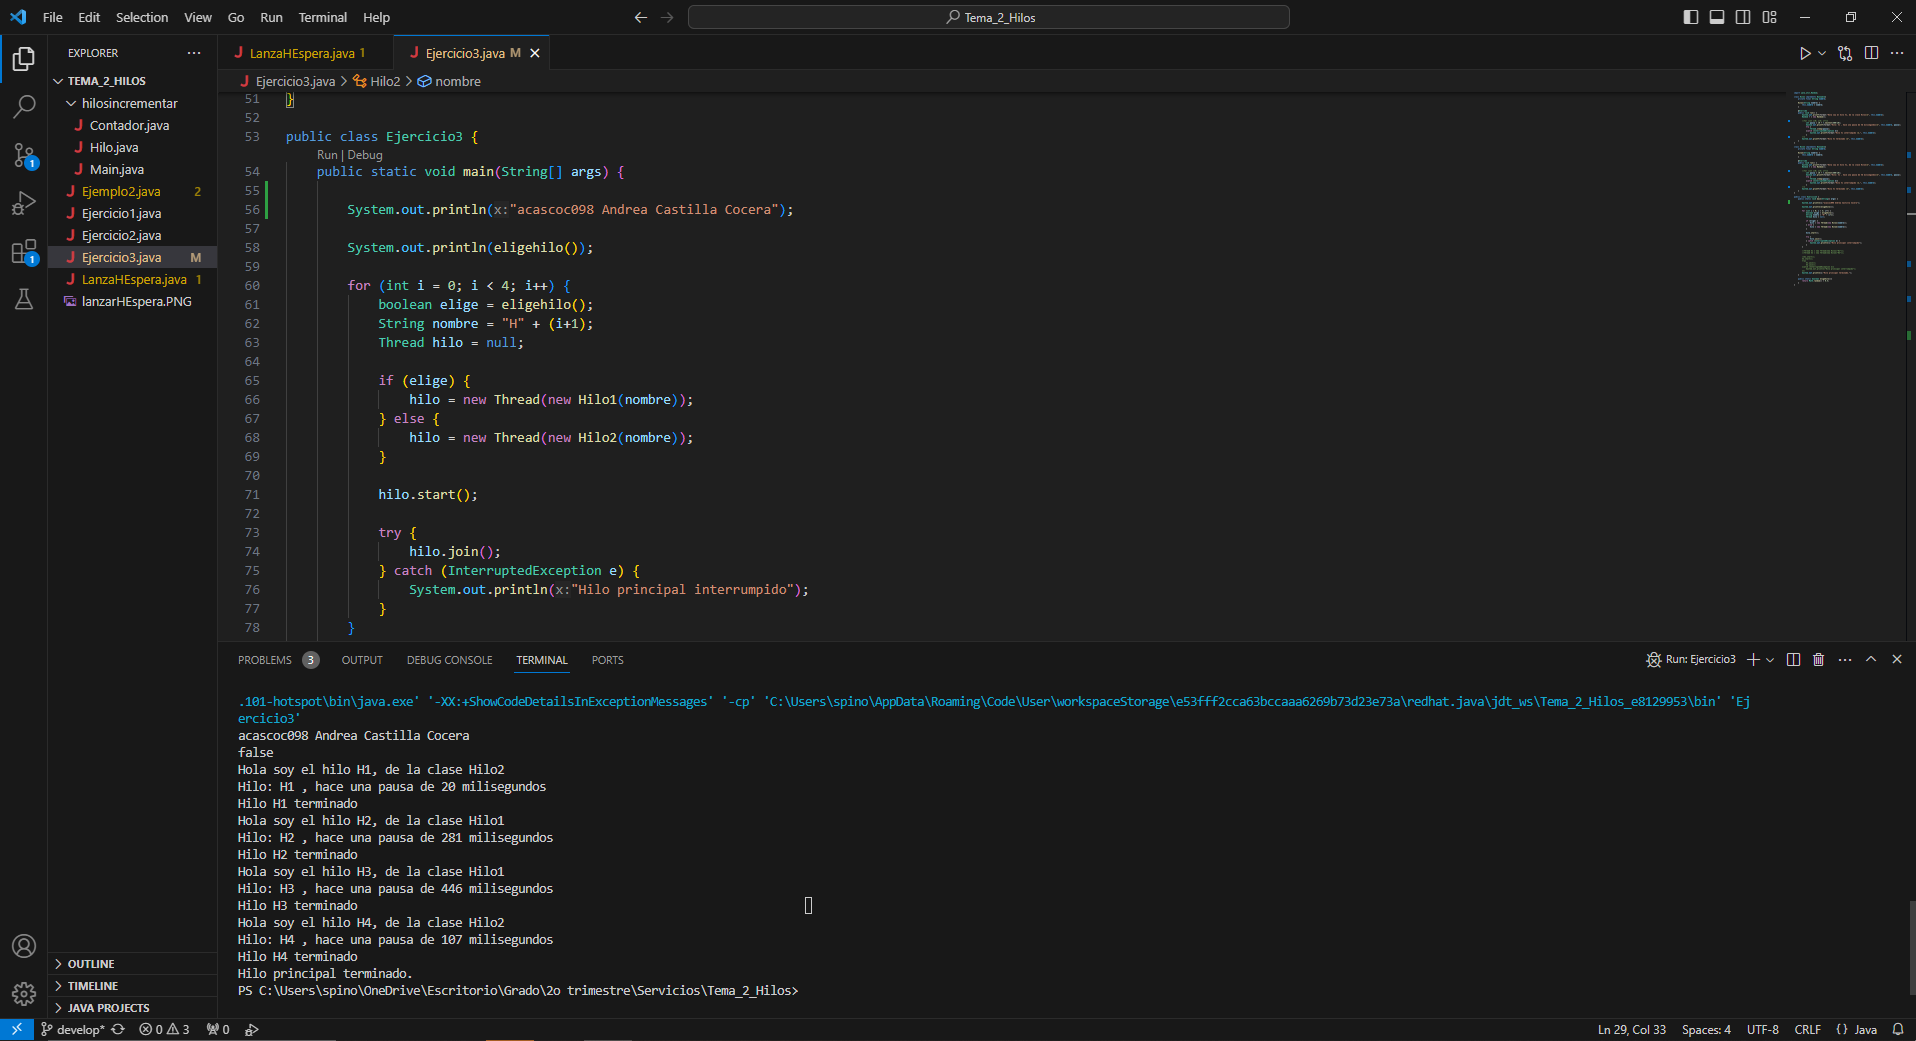 File Edit Selection View Go Run Terminal Help
Tema_2_Hilos
EXPLORER
TEMA_2_HILOS
hilosincrementar
Contador.java
Hilo.java
Main.java
Ejemplo2.java 2
Ejercicio1.java
Ejercicio2.java
Ejercicio3.java M
LanzaHEspera.java 1
lanzarHEspera.PNG
OUTLINE
TIMELINE
JAVA PROJECTS
1
1
LanzaHEspera.java 1
Ejercicio3.java M
Ejercicio3.java > Hilo2 > nombre
51 }
52
53 public class Ejercicio3 {
Run | Debug
54 public static void main(String[] args) {
55
56 System.out.println(x:"acascoc098 Andrea Castilla Cocera");
57
58 System.out.println(eligehilo());
59
60 for (int i = 0; i < 4; i++) {
61 boolean elige = eligehilo();
62 String nombre = "H" + (i+1);
63 Thread hilo = null;
64
65 if (elige) {
66 hilo = new Thread(new Hilo1(nombre));
67 } else {
68 hilo = new Thread(new Hilo2(nombre));
69 }
70
71 hilo.start();
72
73 try {
74 hilo.join();
75 } catch (InterruptedException e) {
76 System.out.println(x:"Hilo principal interrumpido");
77 }
78 }
PROBLEMS 3 OUTPUT DEBUG CONSOLE TERMINAL PORTS
Run: Ejercicio3
.101-hotspot\bin\java.exe' '-XX:+ShowCodeDetailsInExceptionMessages' '-cp' 'C:\Users\spino\AppData\Roaming\Code\User\workspaceStorage\e53fff2cca63bccaaa6269b73d23e73a\redhat.java\jdt_ws\Tema_2_Hilos_e8129953\bin' 'Ej
ercicio3'
acascoc098 Andrea Castilla Cocera
false
Hola soy el hilo H1, de la clase Hilo2
Hilo: H1 , hace una pausa de 20 milisegundos
Hilo H1 terminado
Hola soy el hilo H2, de la clase Hilo1
Hilo: H2 , hace una pausa de 281 milisegundos
Hilo H2 terminado
Hola soy el hilo H3, de la clase Hilo1
Hilo: H3 , hace una pausa de 446 milisegundos
Hilo H3 terminado
Hola soy el hilo H4, de la clase Hilo2
Hilo: H4 , hace una pausa de 107 milisegundos
Hilo H4 terminado
Hilo principal terminado.
PS C:\Users\spino\OneDrive\Escritorio\Grado\2o trimestre\Servicios\Tema_2_Hilos>
develop* 0 3 0
Ln 29, Col 33 Spaces: 4 UTF-8 CRLF {} Java